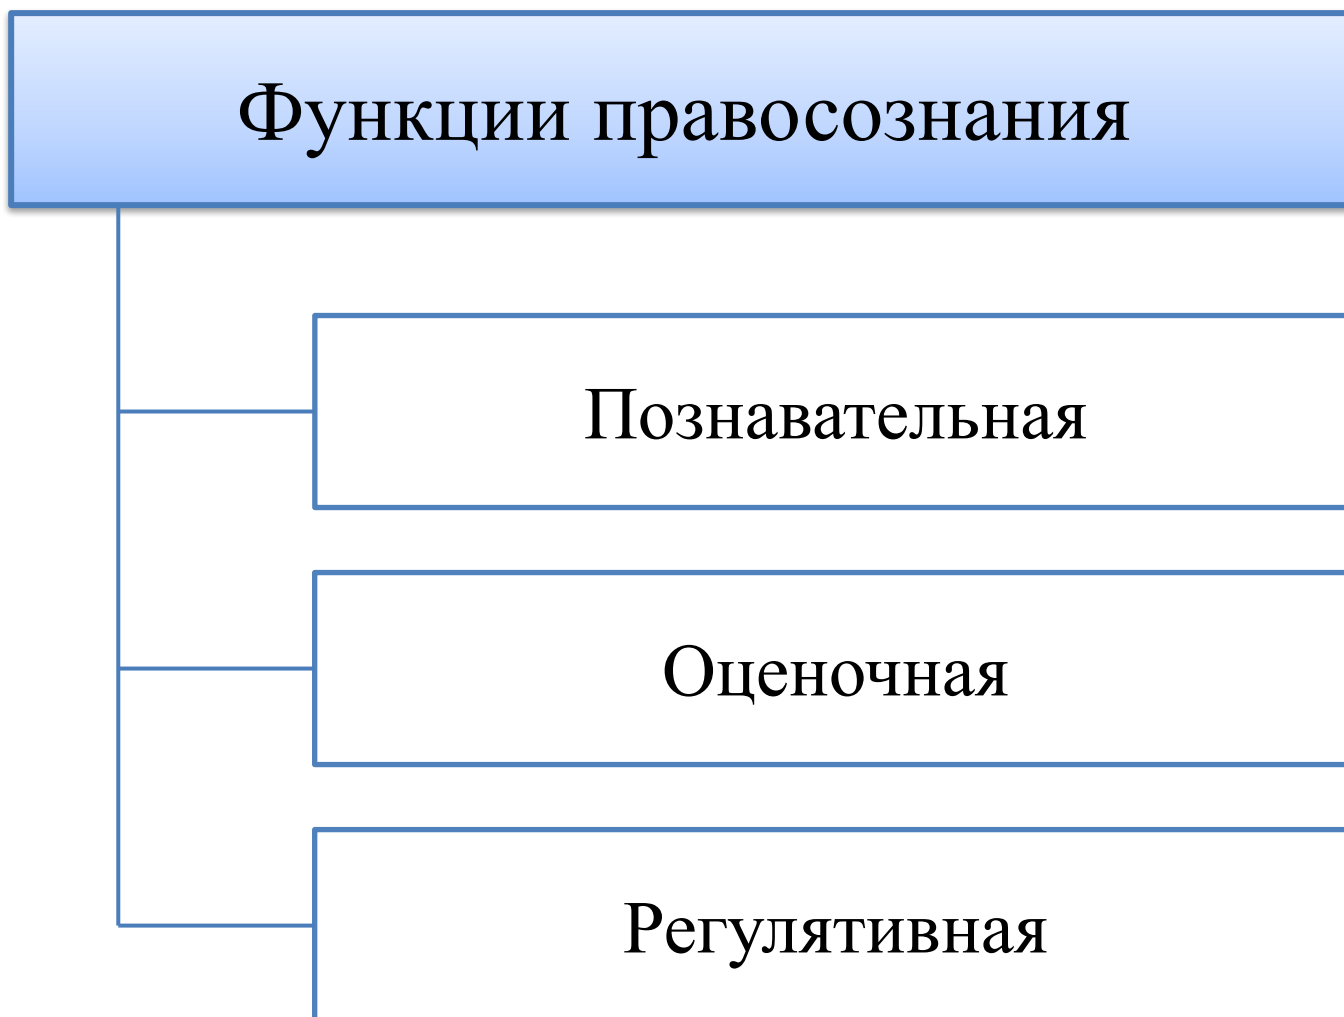 Функции правосознания
Познавательная
Оценочная
Регулятивная